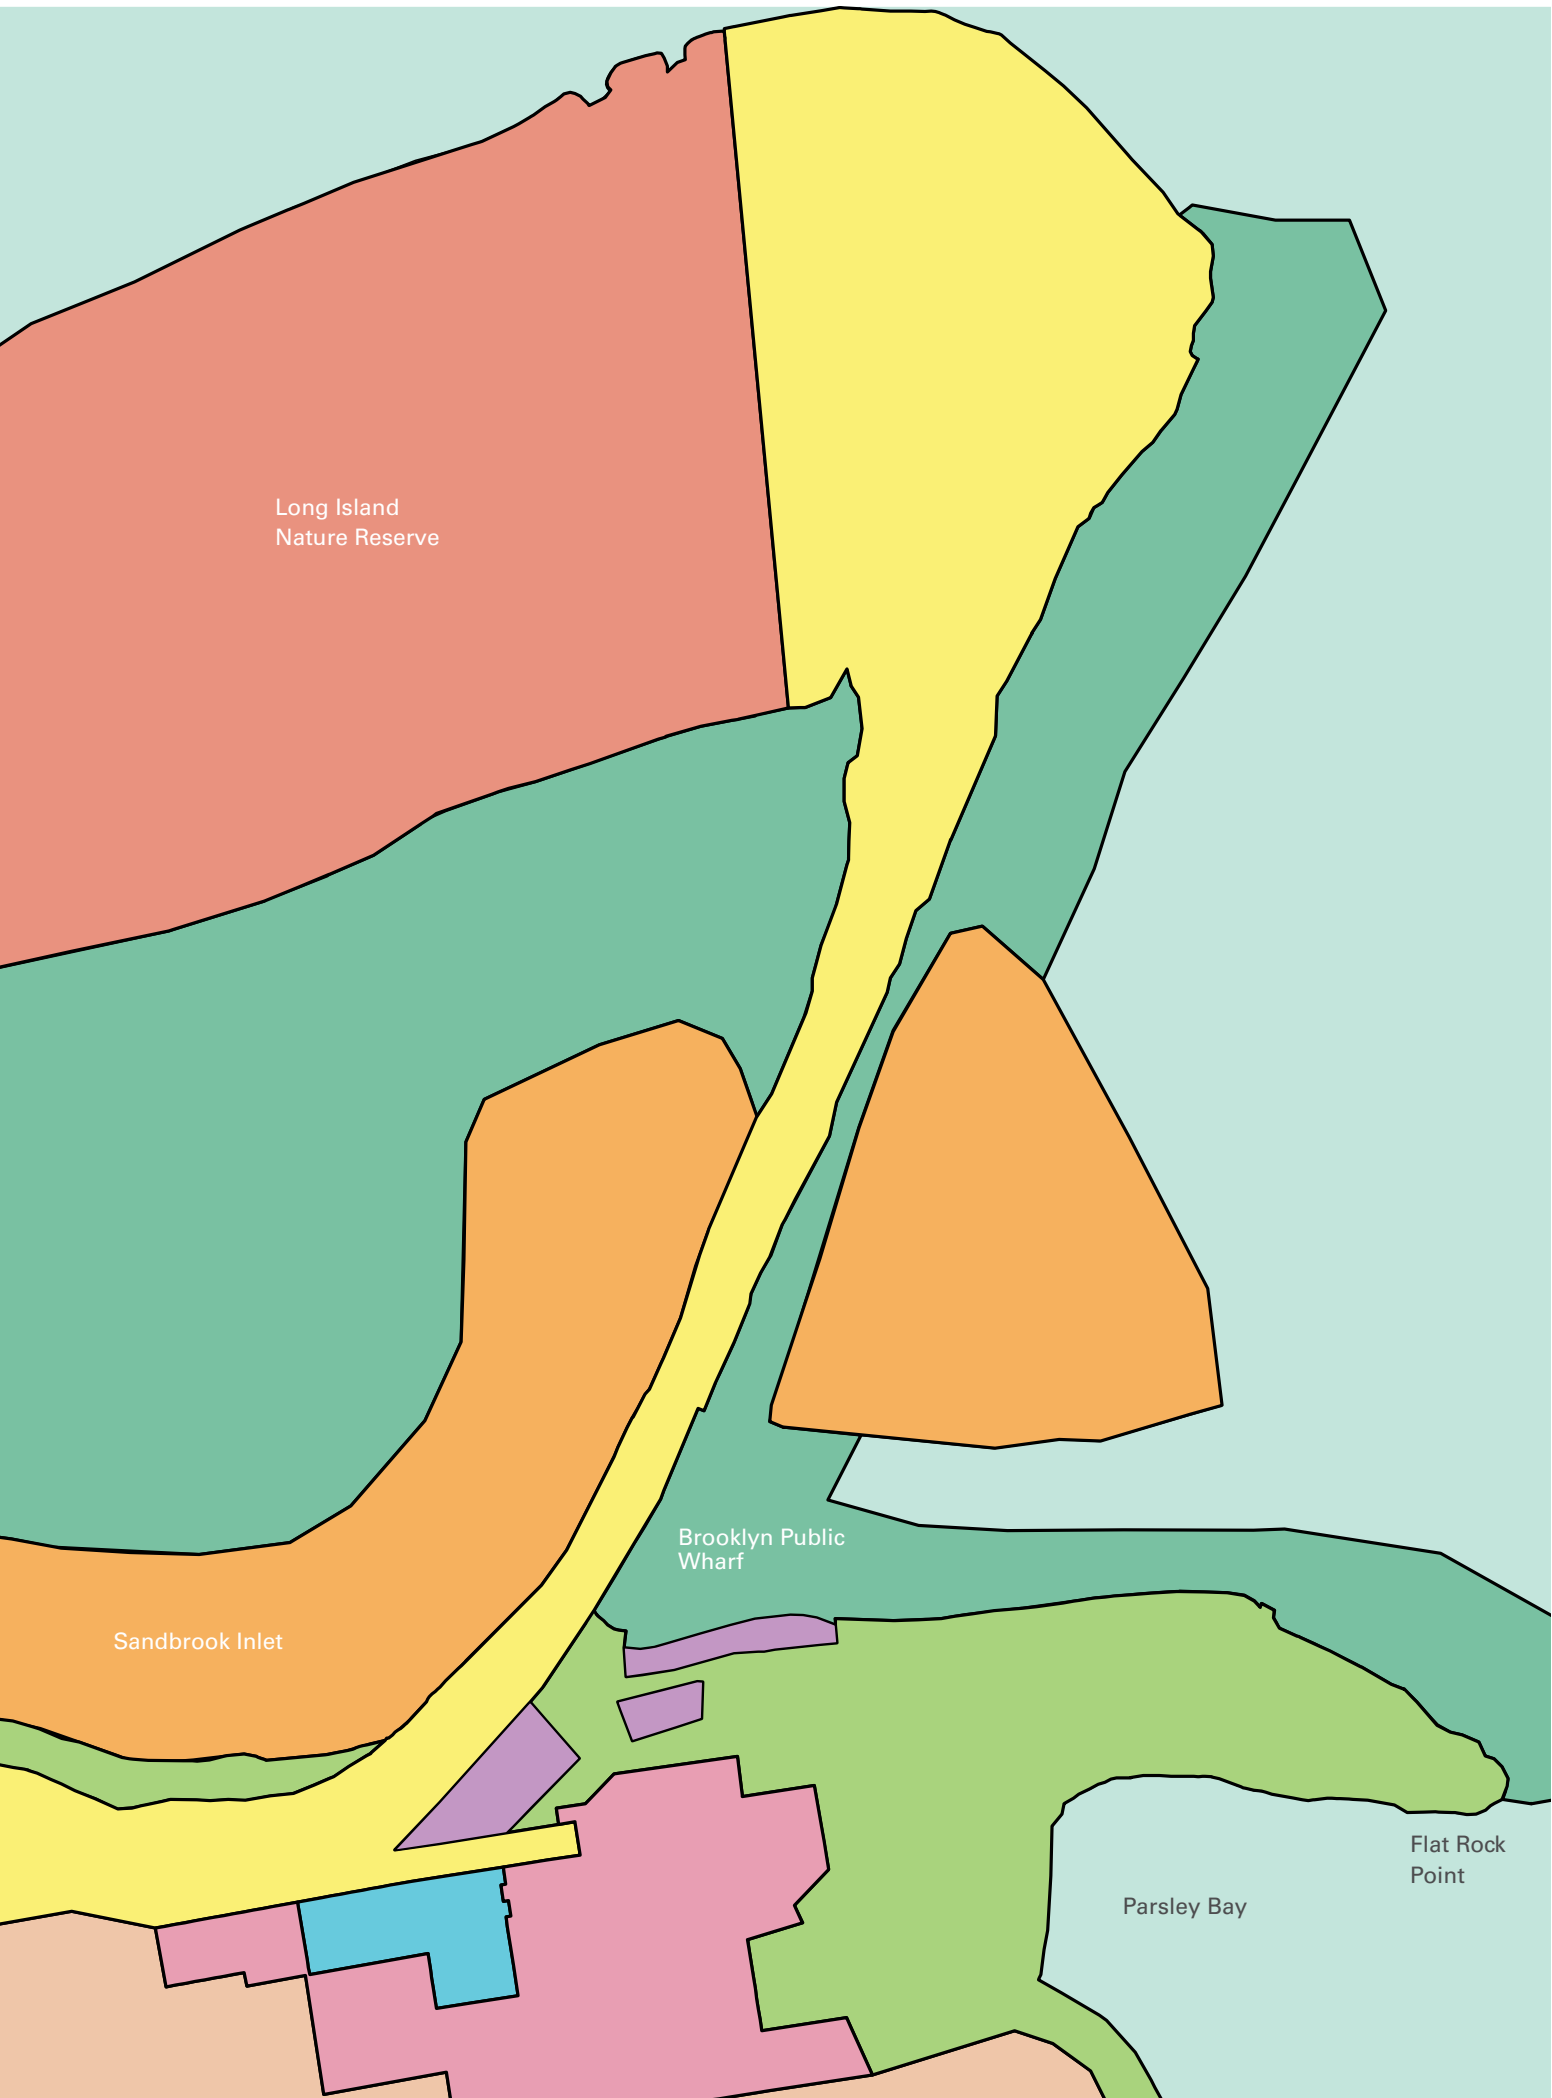 Long Island
Nature Reserve
Brooklyn Public
Wharf
Sandbrook Inlet
Flat Rock
Point
Parsley Bay